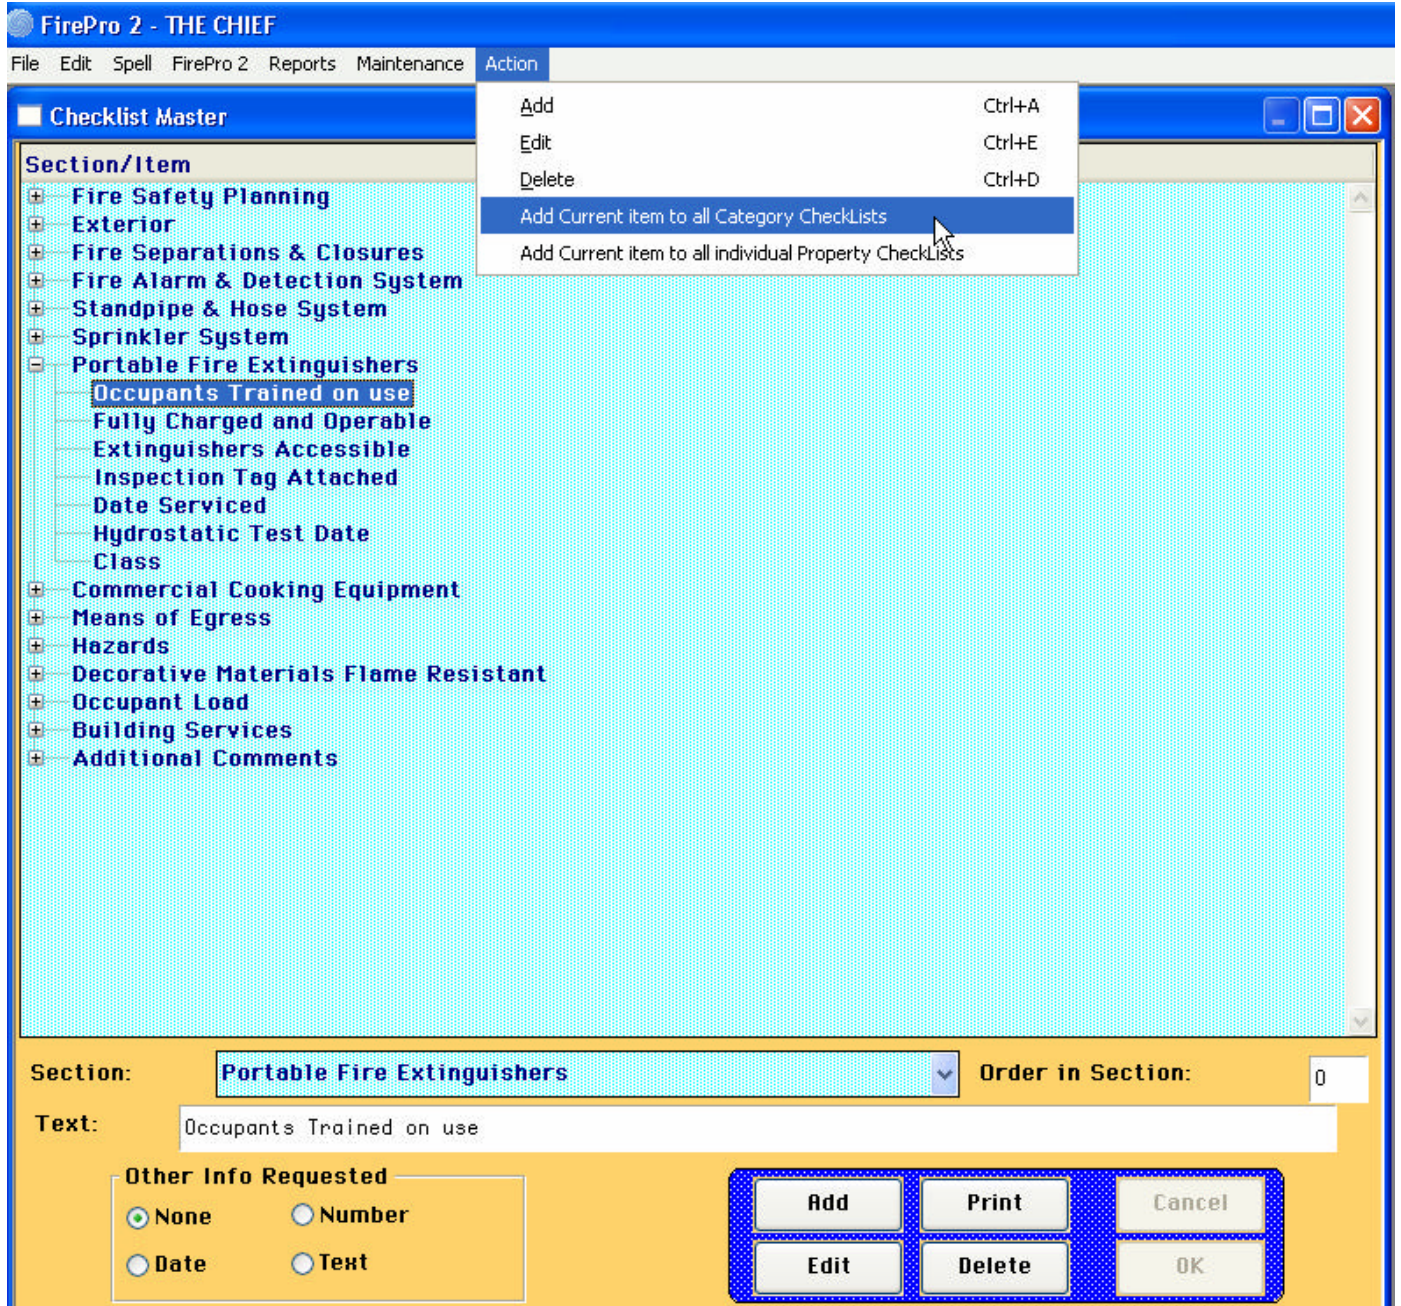 FirePro 2 - THE CHIEF
File Edit Spell FirePro 2 Reports Maintenance Action
Checklist Master
Add Ctrl+A
Edit Ctrl+E
Delete Ctrl+D
Add Current item to all Category CheckLists
Add Current item to all individual Property CheckLists
Section/Item
Fire Safety Planning
Exterior
Fire Separations & Closures
Fire Alarm & Detection System
Standpipe & Hose System
Sprinkler System
Portable Fire Extinguishers
Occupants Trained on use
Fully Charged and Operable
Extinguishers Accessible
Inspection Tag Attached
Date Serviced
Hydrostatic Test Date
Class
Commercial Cooking Equipment
Means of Egress
Hazards
Decorative Materials Flame Resistant
Occupant Load
Building Services
Additional Comments
Section: Portable Fire Extinguishers Order in Section: 0
Text: Occupants Trained on use
Other Info Requested
None Number
Date Text
Add Print Cancel
Edit Delete OK